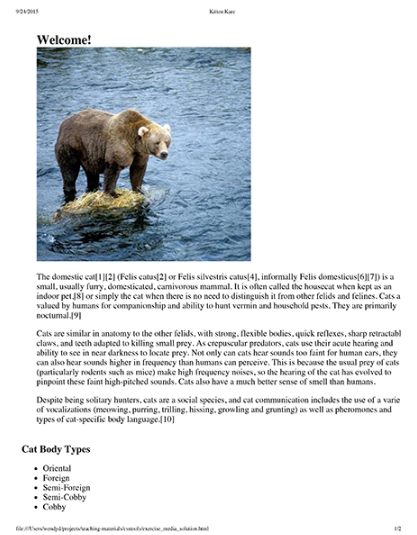 9/24/2015 Kitten Kare
Welcome!
The domestic cat[1][2] (Felis catus[2] or Felis silvestris catus[4], informally Felis domesticus[6][7]) is a
small, usually furry, domesticated, carnivorous mammal. It is often called the housecat when kept as an
indoor pet,[8] or simply the cat when there is no need to distinguish it from other felids and felines. Cats a
valued by humans for companionship and ability to hunt vermin and household pests. They are primarily
nocturnal.[9]
Cats are similar in anatomy to the other felids, with strong, flexible bodies, quick reflexes, sharp retractabl
claws, and teeth adapted to killing small prey. As crepuscular predators, cats use their acute hearing and
ability to see in near darkness to locate prey. Not only can cats hear sounds too faint for human ears, they
can also hear sounds higher in frequency than humans can perceive. This is because the usual prey of cats
(particularly rodents such as mice) make high frequency noises, so the hearing of the cat has evolved to
pinpoint these faint high-pitched sounds. Cats also have a much better sense of smell than humans.
Despite being solitary hunters, cats are a social species, and cat communication includes the use of a varie
of vocalizations (meowing, purring, trilling, hissing, growling and grunting) as well as pheromones and
types of cat-specific body language.[10]
Cat Body Types
• Oriental
• Foreign
• Semi-Foreign
• Semi-Cobby
• Cobby
1/2